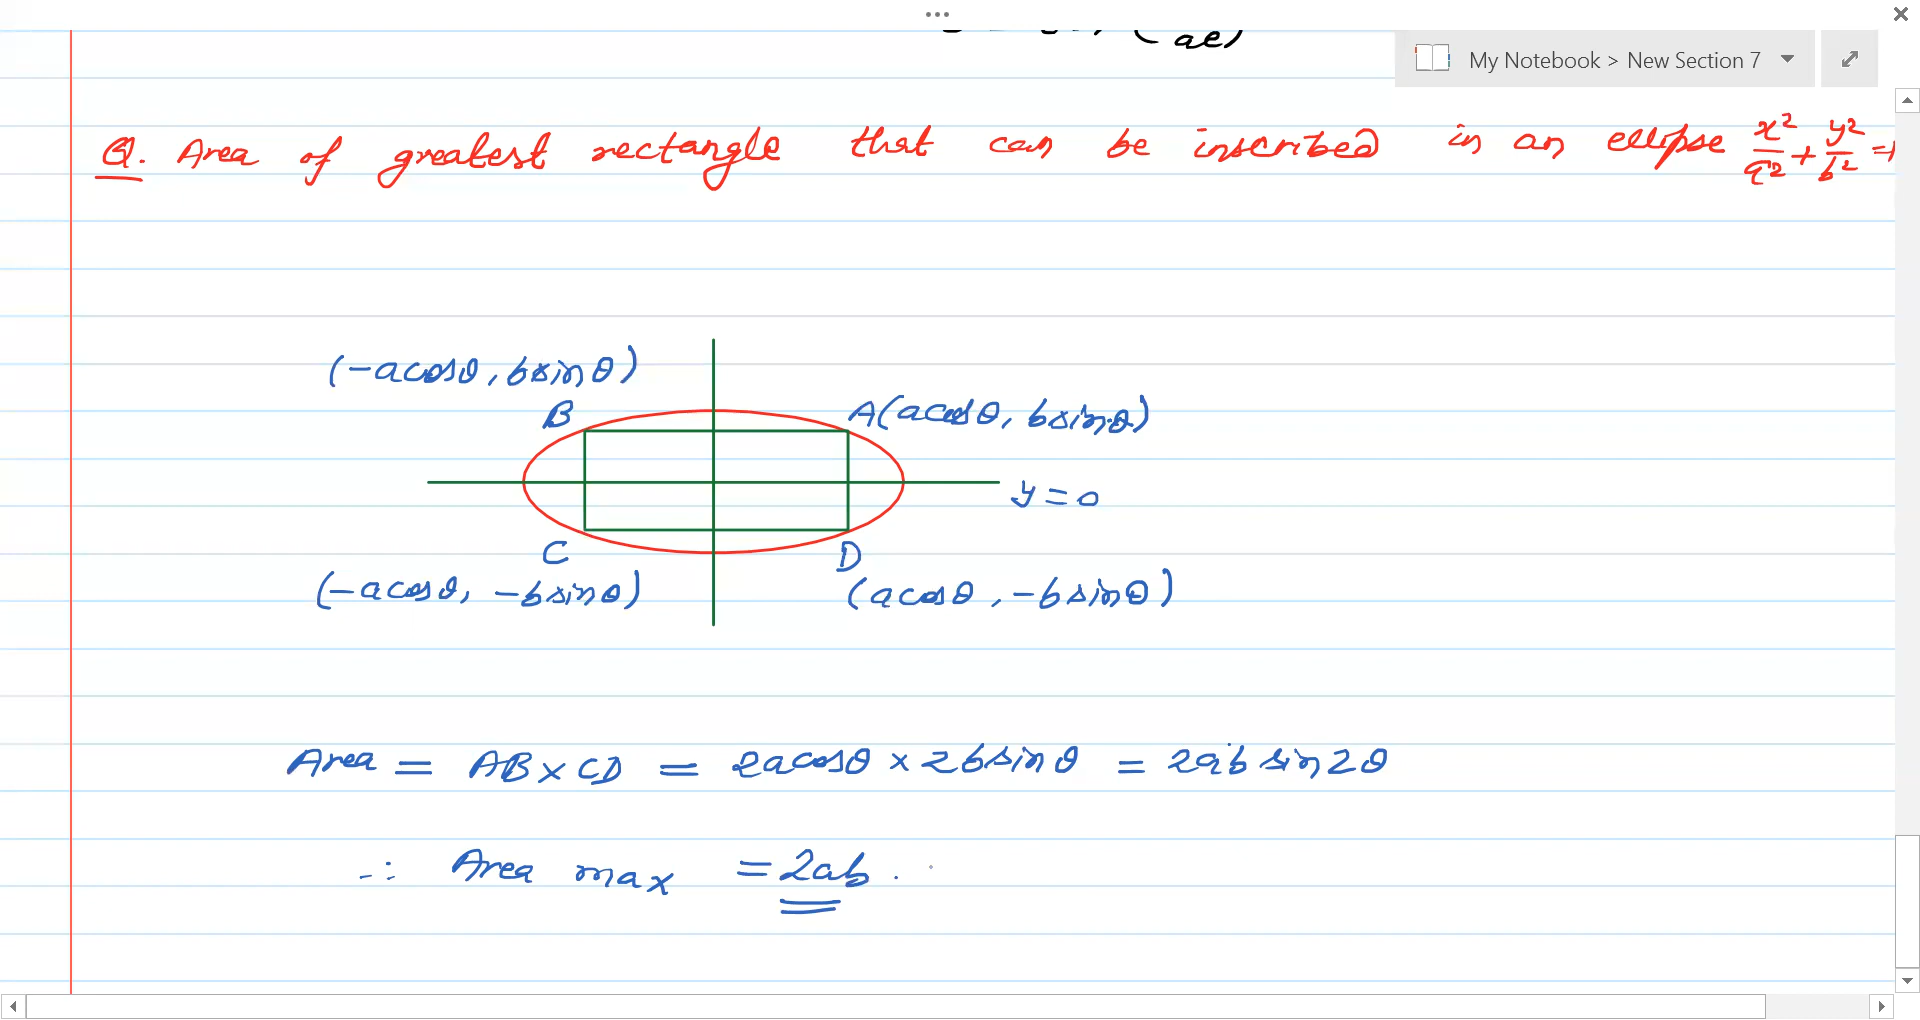 ae)
My Notebook > New Section 7
Q. Area of greatest rectangle that can be inscribed in an ellipse x²/a² + y²/b² = 1
(-acosθ, bsinθ)
B A(acosθ, bsinθ)
y = 0
C D
(-acosθ, -bsinθ) (acosθ, -bsinθ)
Area = AB × CD = 2acosθ × 2bsinθ = 2ab sin2θ
∴ Area max = 2ab.